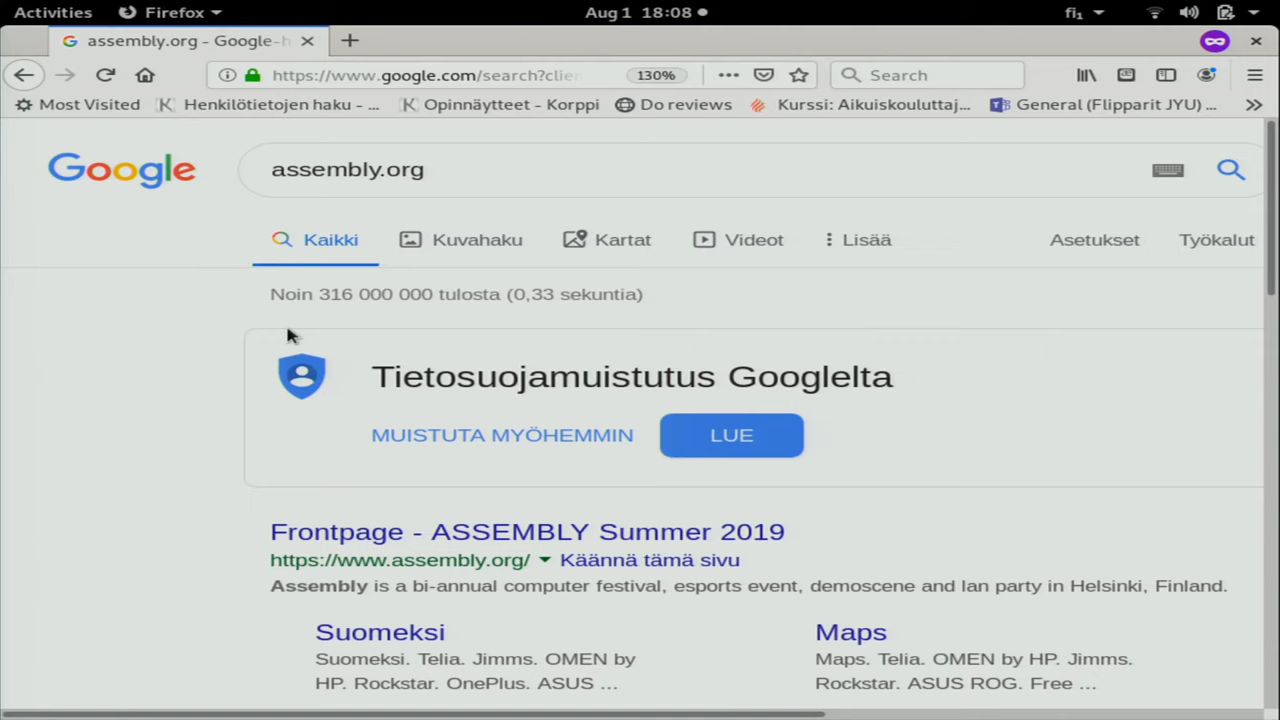 Activities Firefox Aug 1 18:08 fi₁
assembly.org - Google-h
https://www.google.com/search?clien 130% Search
Most Visited Henkilötietojen haku - ... Opinnäytteet - Korppi Do reviews Kurssi: Aikuiskouluttaj... General (Flipparit JYU) ...
Google assembly.org
Kaikki Kuvahaku Kartat Videot Lisää Asetukset Työkalut
Noin 316 000 000 tulosta (0,33 sekuntia)
Tietosuojamuistutus Googlelta
MUISTUTA MYÖHEMMIN LUE
Frontpage - ASSEMBLY Summer 2019
https://www.assembly.org/ Käännä tämä sivu
Assembly is a bi-annual computer festival, esports event, demoscene and lan party in Helsinki, Finland.
Suomeksi Maps
Suomeksi. Telia. Jimms. OMEN by Maps. Telia. OMEN by HP. Jimms.
HP. Rockstar. OnePlus. ASUS ... Rockstar. ASUS ROG. Free ...